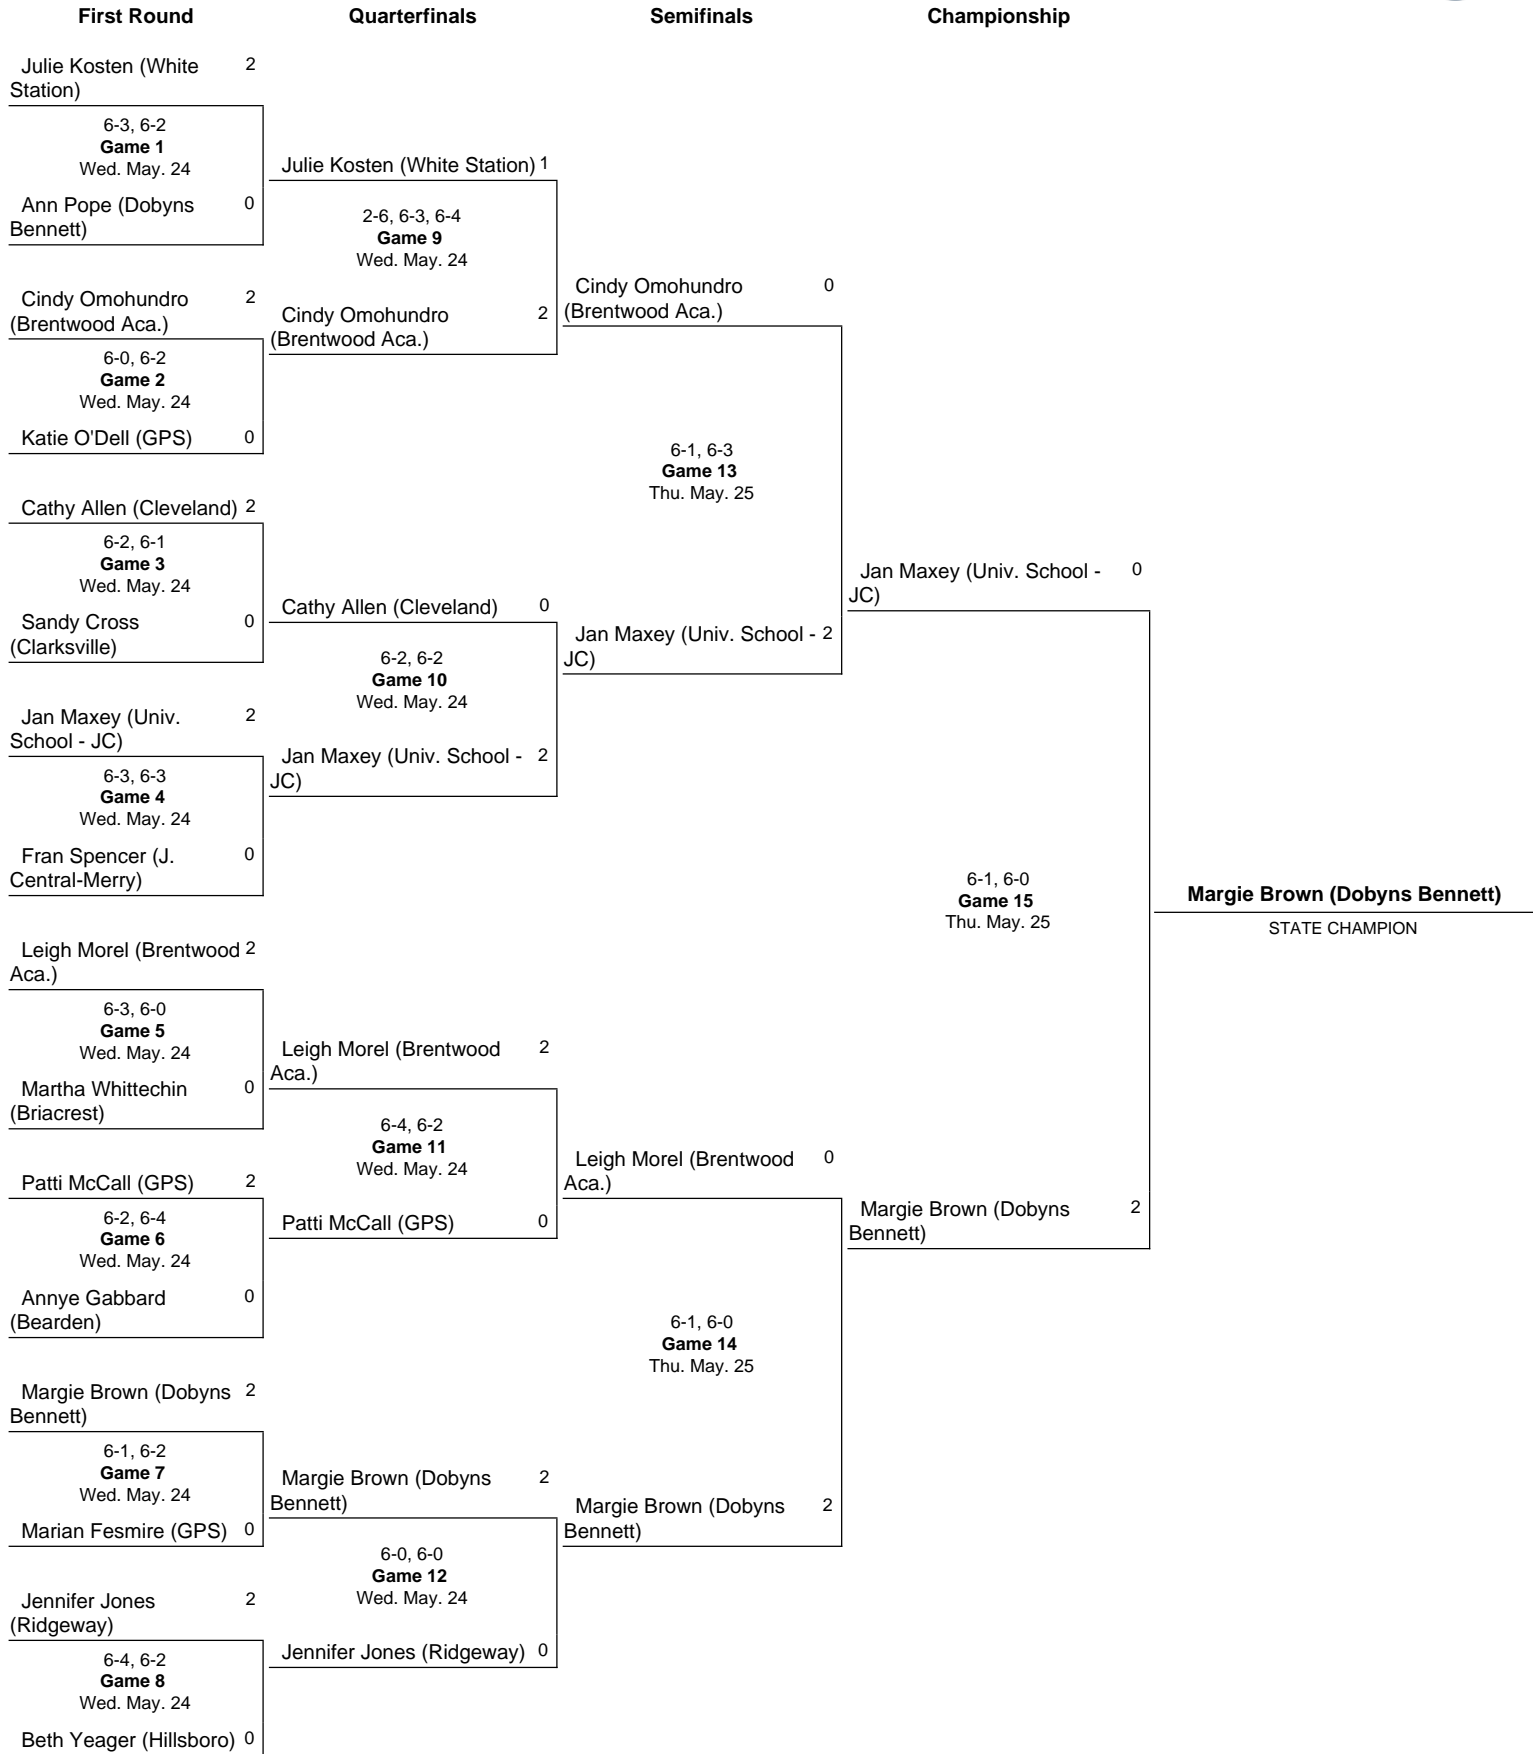 First Round
Quarterfinals
Semifinals
Championship
Julie Kosten (White 2
Station)
6-3, 6-2
Game 1
Wed. May. 24
Ann Pope (Dobyns 0
Bennett)
Cindy Omohundro 2
(Brentwood Aca.)
6-0, 6-2
Game 2
Wed. May. 24
Katie O'Dell (GPS) 0
Cathy Allen (Cleveland) 2
6-2, 6-1
Game 3
Wed. May. 24
Sandy Cross 0
(Clarksville)
Jan Maxey (Univ. 2
School - JC)
6-3, 6-3
Game 4
Wed. May. 24
Fran Spencer (J. 0
Central-Merry)
Leigh Morel (Brentwood 2
Aca.)
6-3, 6-0
Game 5
Wed. May. 24
Martha Whittechin 0
(Briacrest)
Patti McCall (GPS) 2
6-2, 6-4
Game 6
Wed. May. 24
Annye Gabbard 0
(Bearden)
Margie Brown (Dobyns 2
Bennett)
6-1, 6-2
Game 7
Wed. May. 24
Marian Fesmire (GPS) 0
Jennifer Jones 2
(Ridgeway)
6-4, 6-2
Game 8
Wed. May. 24
Beth Yeager (Hillsboro) 0
Julie Kosten (White Station) 1
2-6, 6-3, 6-4
Game 9
Wed. May. 24
Cindy Omohundro 2
(Brentwood Aca.)
Cathy Allen (Cleveland) 0
6-2, 6-2
Game 10
Wed. May. 24
Jan Maxey (Univ. School - 2
JC)
Leigh Morel (Brentwood 2
Aca.)
6-4, 6-2
Game 11
Wed. May. 24
Patti McCall (GPS) 0
Margie Brown (Dobyns 2
Bennett)
6-0, 6-0
Game 12
Wed. May. 24
Jennifer Jones (Ridgeway) 0
Cindy Omohundro 0
(Brentwood Aca.)
6-1, 6-3
Game 13
Thu. May. 25
Jan Maxey (Univ. School - 2
JC)
Leigh Morel (Brentwood 0
Aca.)
6-1, 6-0
Game 14
Thu. May. 25
Margie Brown (Dobyns 2
Bennett)
Jan Maxey (Univ. School - 0
JC)
6-1, 6-0
Game 15
Thu. May. 25
Margie Brown (Dobyns 2
Bennett)
Margie Brown (Dobyns Bennett)
STATE CHAMPION